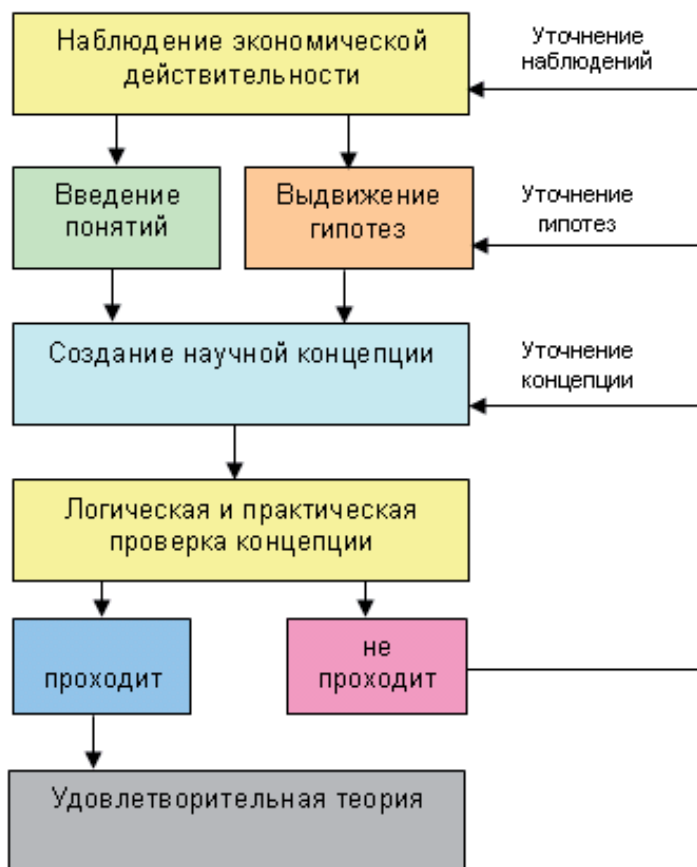 Наблюдение экономической
действительности
Уточнение
наблюдений
Введение
понятий
Выдвижение
гипотез
Уточнение
гипотез
Создание научной концепции
Уточнение
концепции
Логическая и практическая
проверка концепции
проходит
не
проходит
Удовлетворительная теория